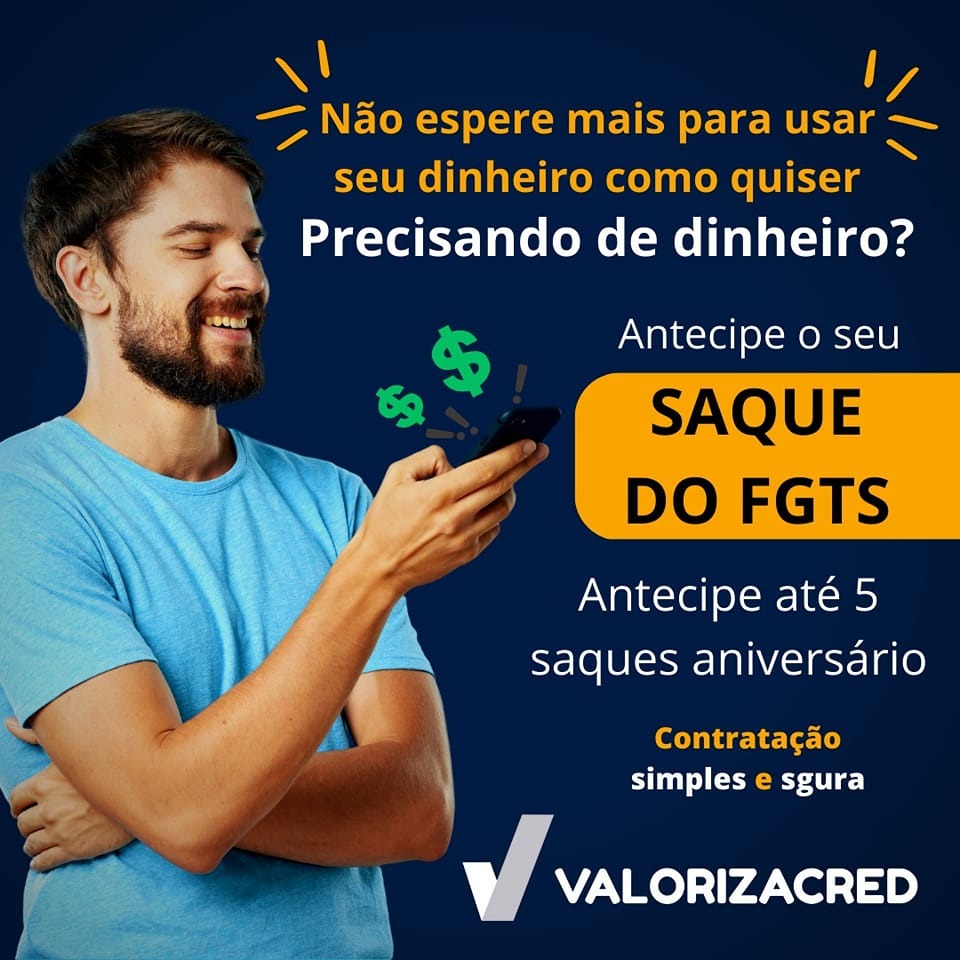 Não espere mais para usar
seu dinheiro como quiser
Precisando de dinheiro?
Antecipe o seu
SAQUE
DO FGTS
Antecipe até 5
saques aniversário
Contratação
simples e sgura
VALORIZACRED